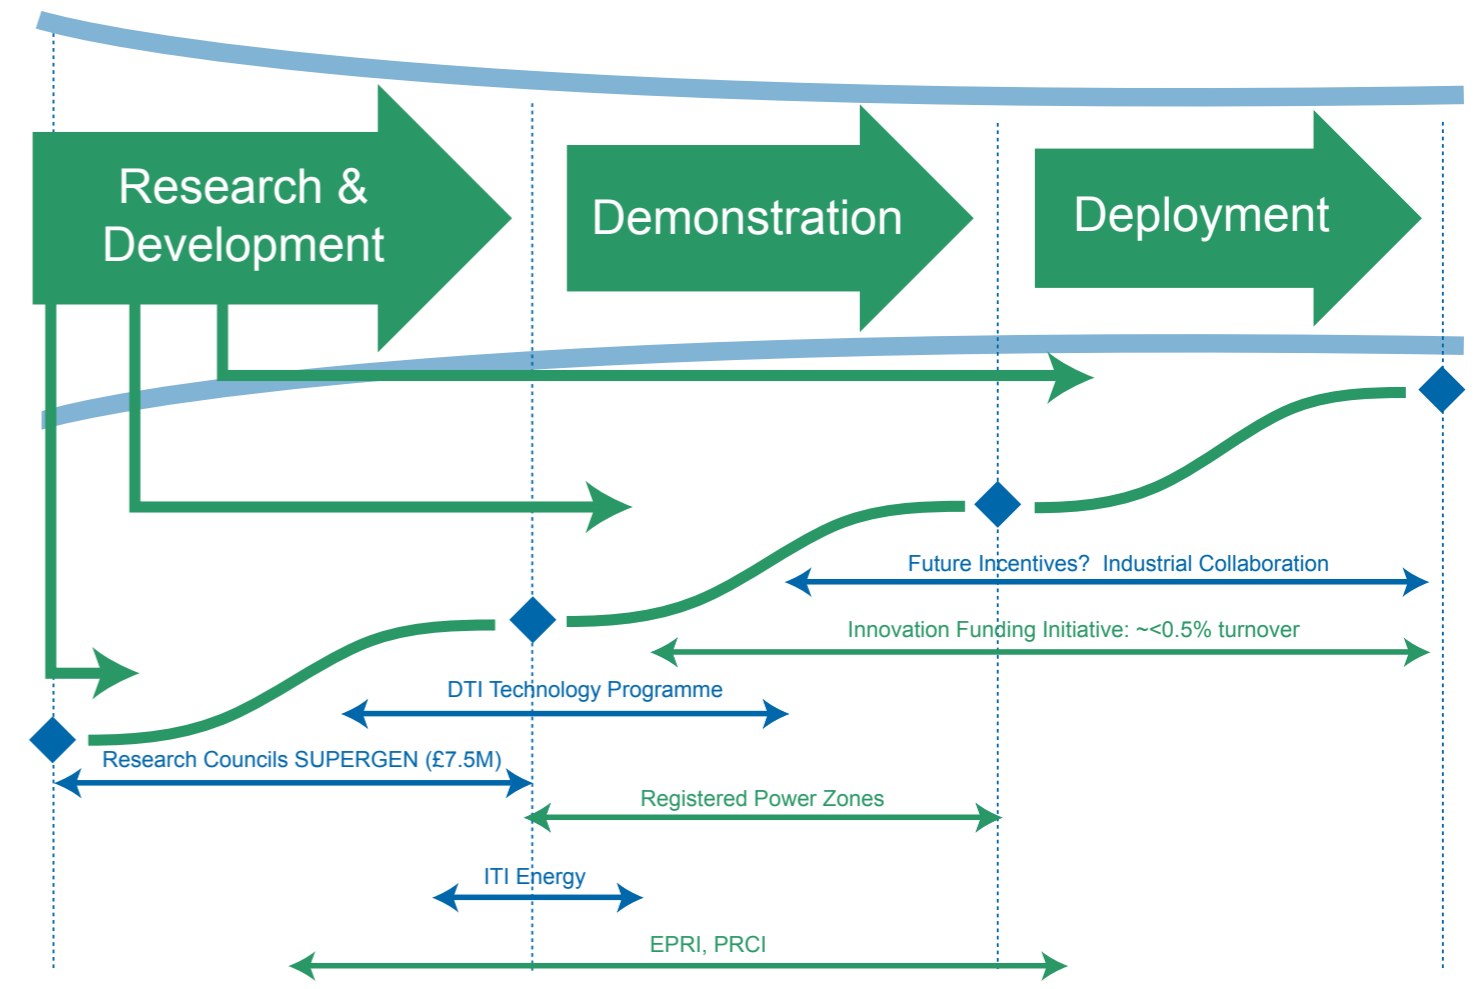 Research &
Development
Demonstration
Deployment
Future Incentives?  Industrial Collaboration
Innovation Funding Initiative: ~<0.5% turnover
DTI Technology Programme
Research Councils SUPERGEN (£7.5M)
Registered Power Zones
ITI Energy
EPRI, PRCI